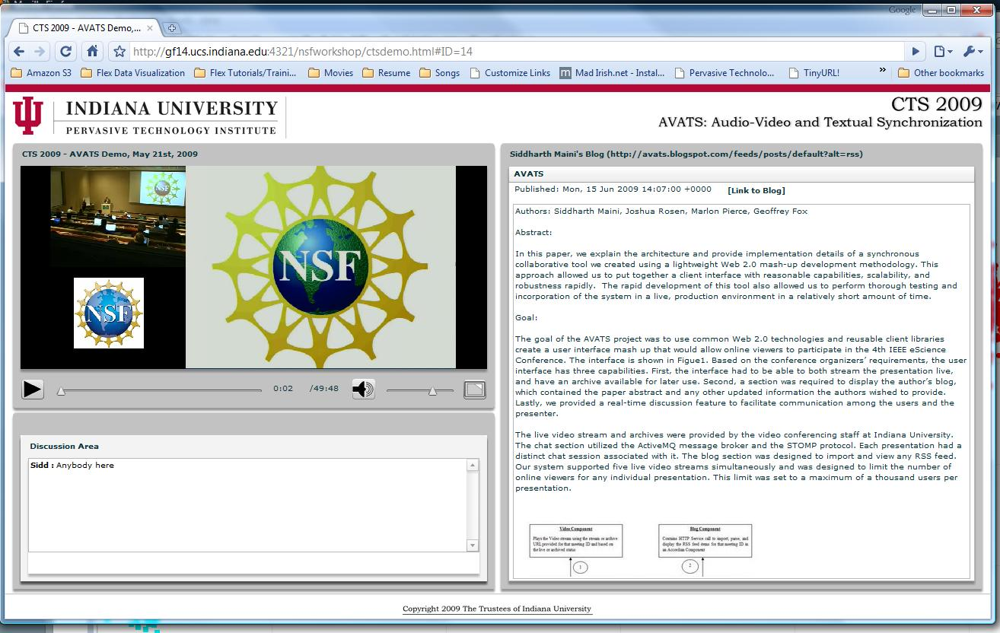 Google
CTS 2009 - AVATS Demo,...
http://gf14.ucs.indiana.edu:4321/nsfworkshop/ctsdemo.html#ID=14
Amazon S3
Flex Data Visualization
Flex Tutorials/Traini...
Movies
Resume
Songs
Customize Links
m
Mad Irish.net - Instal...
Pervasive Technolo...
TinyURL!
»
Other bookmarks
INDIANA UNIVERSITY
PERVASIVE TECHNOLOGY INSTITUTE
CTS 2009
AVATS: Audio-Video and Textual Synchronization
CTS 2009 - AVATS Demo, May 21st, 2009
NSF
NSF
NSF
0:02
/49:48
Discussion Area
Sidd : Anybody here
Siddharth Maini's Blog (http://avats.blogspot.com/feeds/posts/default?alt=rss)
AVATS
Published: Mon, 15 Jun 2009 14:07:00 +0000 [Link to Blog]
Authors: Siddharth Maini, Joshua Rosen, Marlon Pierce, Geoffrey Fox
Abstract:
In this paper, we explain the architecture and provide implementation details of a synchronous
collaborative tool we created using a lightweight Web 2.0 mash-up development methodology. This
approach allowed us to put together a client interface with reasonable capabilities, scalability, and
robustness rapidly. The rapid development of this tool also allowed us to perform thorough testing and
incorporation of the system in a live, production environment in a relatively short amount of time.
Goal:
The goal of the AVATS project was to use common Web 2.0 technologies and reusable client libraries
create a user interface mash up that would allow online viewers to participate in the 4th IEEE eScience
Conference. The interface is shown in Figue1. Based on the conference organizers' requirements, the user
interface has three capabilities. First, the interface had to be able to both stream the presentation live,
and have an archive available for later use. Second, a section was required to display the author's blog,
which contained the paper abstract and any other updated information the authors wished to provide.
Lastly, we provided a real-time discussion feature to facilitate communication among the users and the
presenter.
The live video stream and archives were provided by the video conferencing staff at Indiana University.
The chat section utilized the ActiveMQ message broker and the STOMP protocol. Each presentation had a
distinct chat session associated with it. The blog section was designed to import and view any RSS feed.
Our system supported five live video streams simultaneously and was designed to limit the number of
online viewers for any individual presentation. This limit was set to a maximum of a thousand users per
presentation.
Video Component
Plays the Video stream using the stream or archive
URL provided for that meeting ID and based on
the live or archived status
1
Blog Component
Contains HTTP Service call to import, parse, and
display the RSS feed items for that meeting ID in
an Accordian Component
2
Copyright 2009 The Trustees of Indiana University